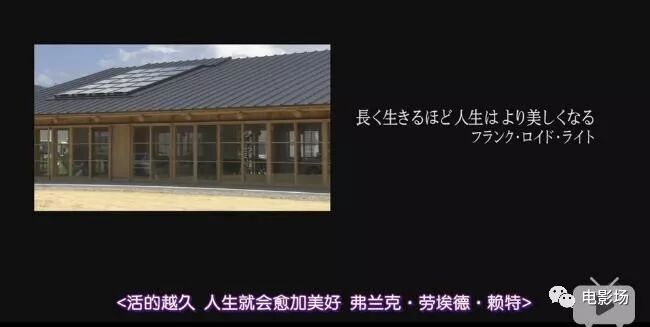 長く生きるほど人生はより美しくなる
フランク・ロイド・ライト
<活的越久 人生就会愈加美好 弗兰克・劳埃德・赖特>
电影场